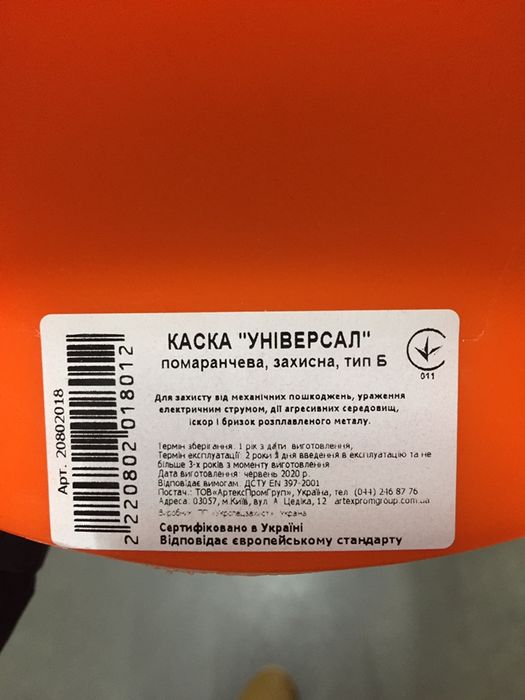 КАСКА "УНІВЕРСАЛ"
помаранчева, захисна, тип Б
011
Для захисту від механічних пошкоджень, ураження
електричним струмом, дії агресивних середовищ,
іскор і бризок розплавленого металу.
Термін зберігання: 1 рік з дати виготовлення,
Термін експлуатації: 2 роки з дня введення в експлуатацію та не
більше 3-х років з моменту виготовлення
Дата виготовлення червень 2020 р.
Відповідає вимогам: ДСТУ EN 397-2001
Постач.: ТОВ«АртексПромГруп», Україна, тел. (044) 246 87 76
Адреса: 03057, м.Київ, вул. А. Цедіка, 12 artexpromgroup.com.ua
Виробник: ПГ «Укрспецзахист», Україна
Сертифіковано в Україні
Відповідає європейському стандарту
Арт. 20802018
2220802018012